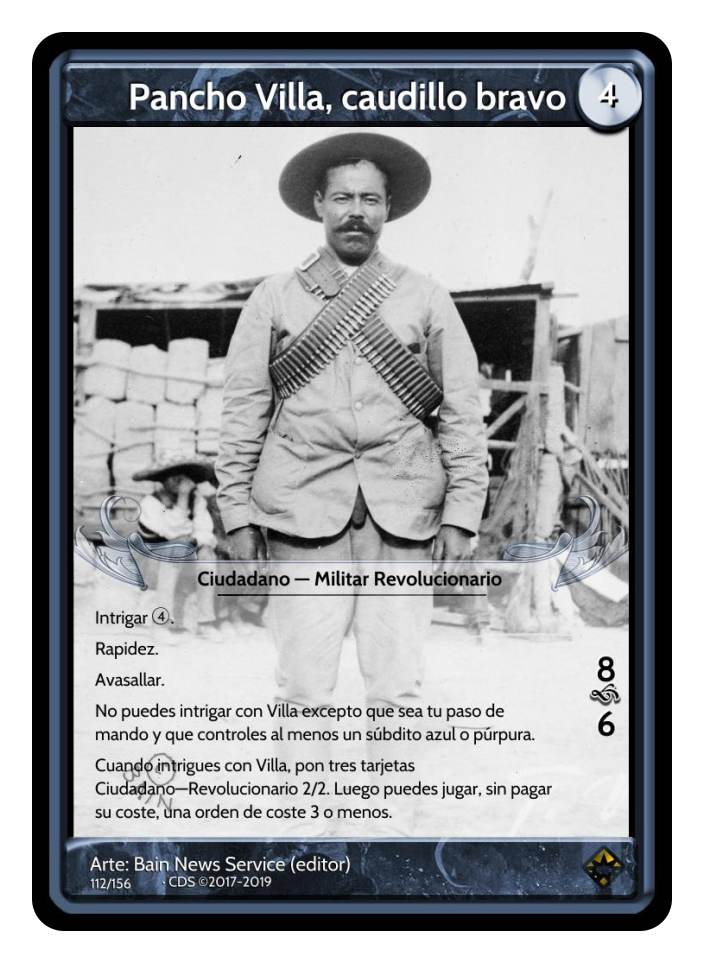 Pancho Villa, caudillo bravo
4
Ciudadano — Militar Revolucionario
Intrigar ④.
Rapidez.
Avasallar.
No puedes intrigar con Villa excepto que sea tu paso de
mando y que controles al menos un súbdito azul o púrpura.
Cuando intrigues con Villa, pon tres tarjetas
Ciudadano—Revolucionario 2/2. Luego puedes jugar, sin pagar
su coste, una orden de coste 3 o menos.
8
6
BAIN
Arte: Bain News Service (editor)
112/156 · CDS ©2017-2019